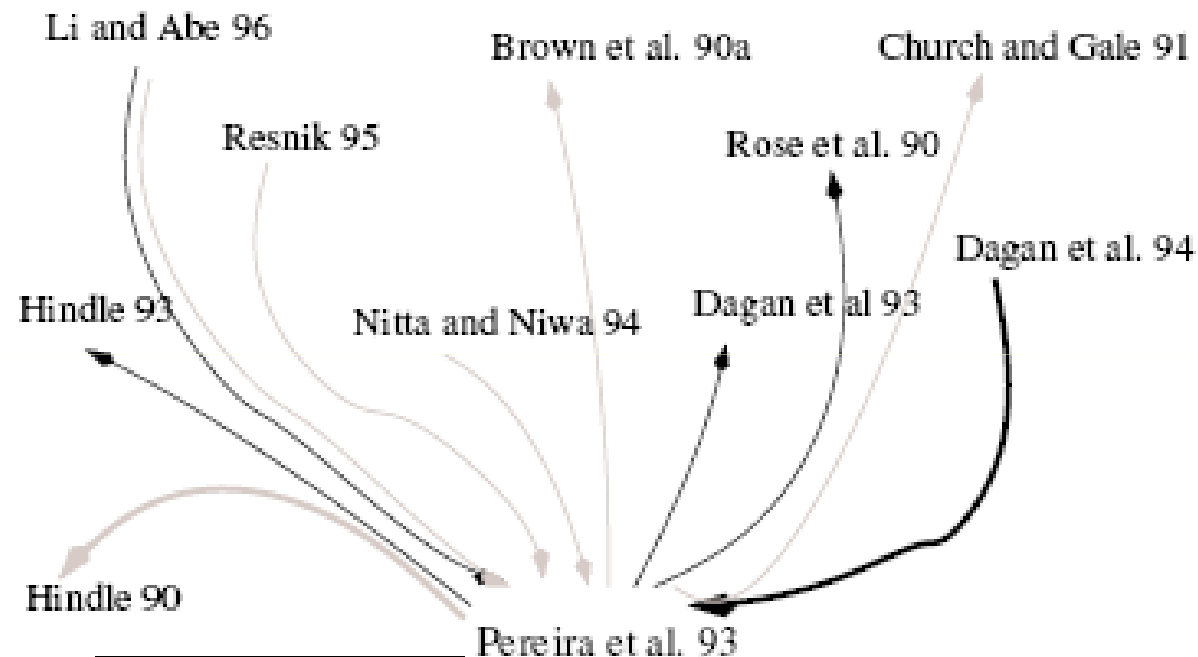 Li and Abe 96
Brown et al. 90a
Church and Gale 91
Resnik 95
Rose et al. 90
Dagan et al. 94
Hindle 93
Nitta and Niwa 94
Dagan et al 93
Hindle 90
Pereira et al. 93